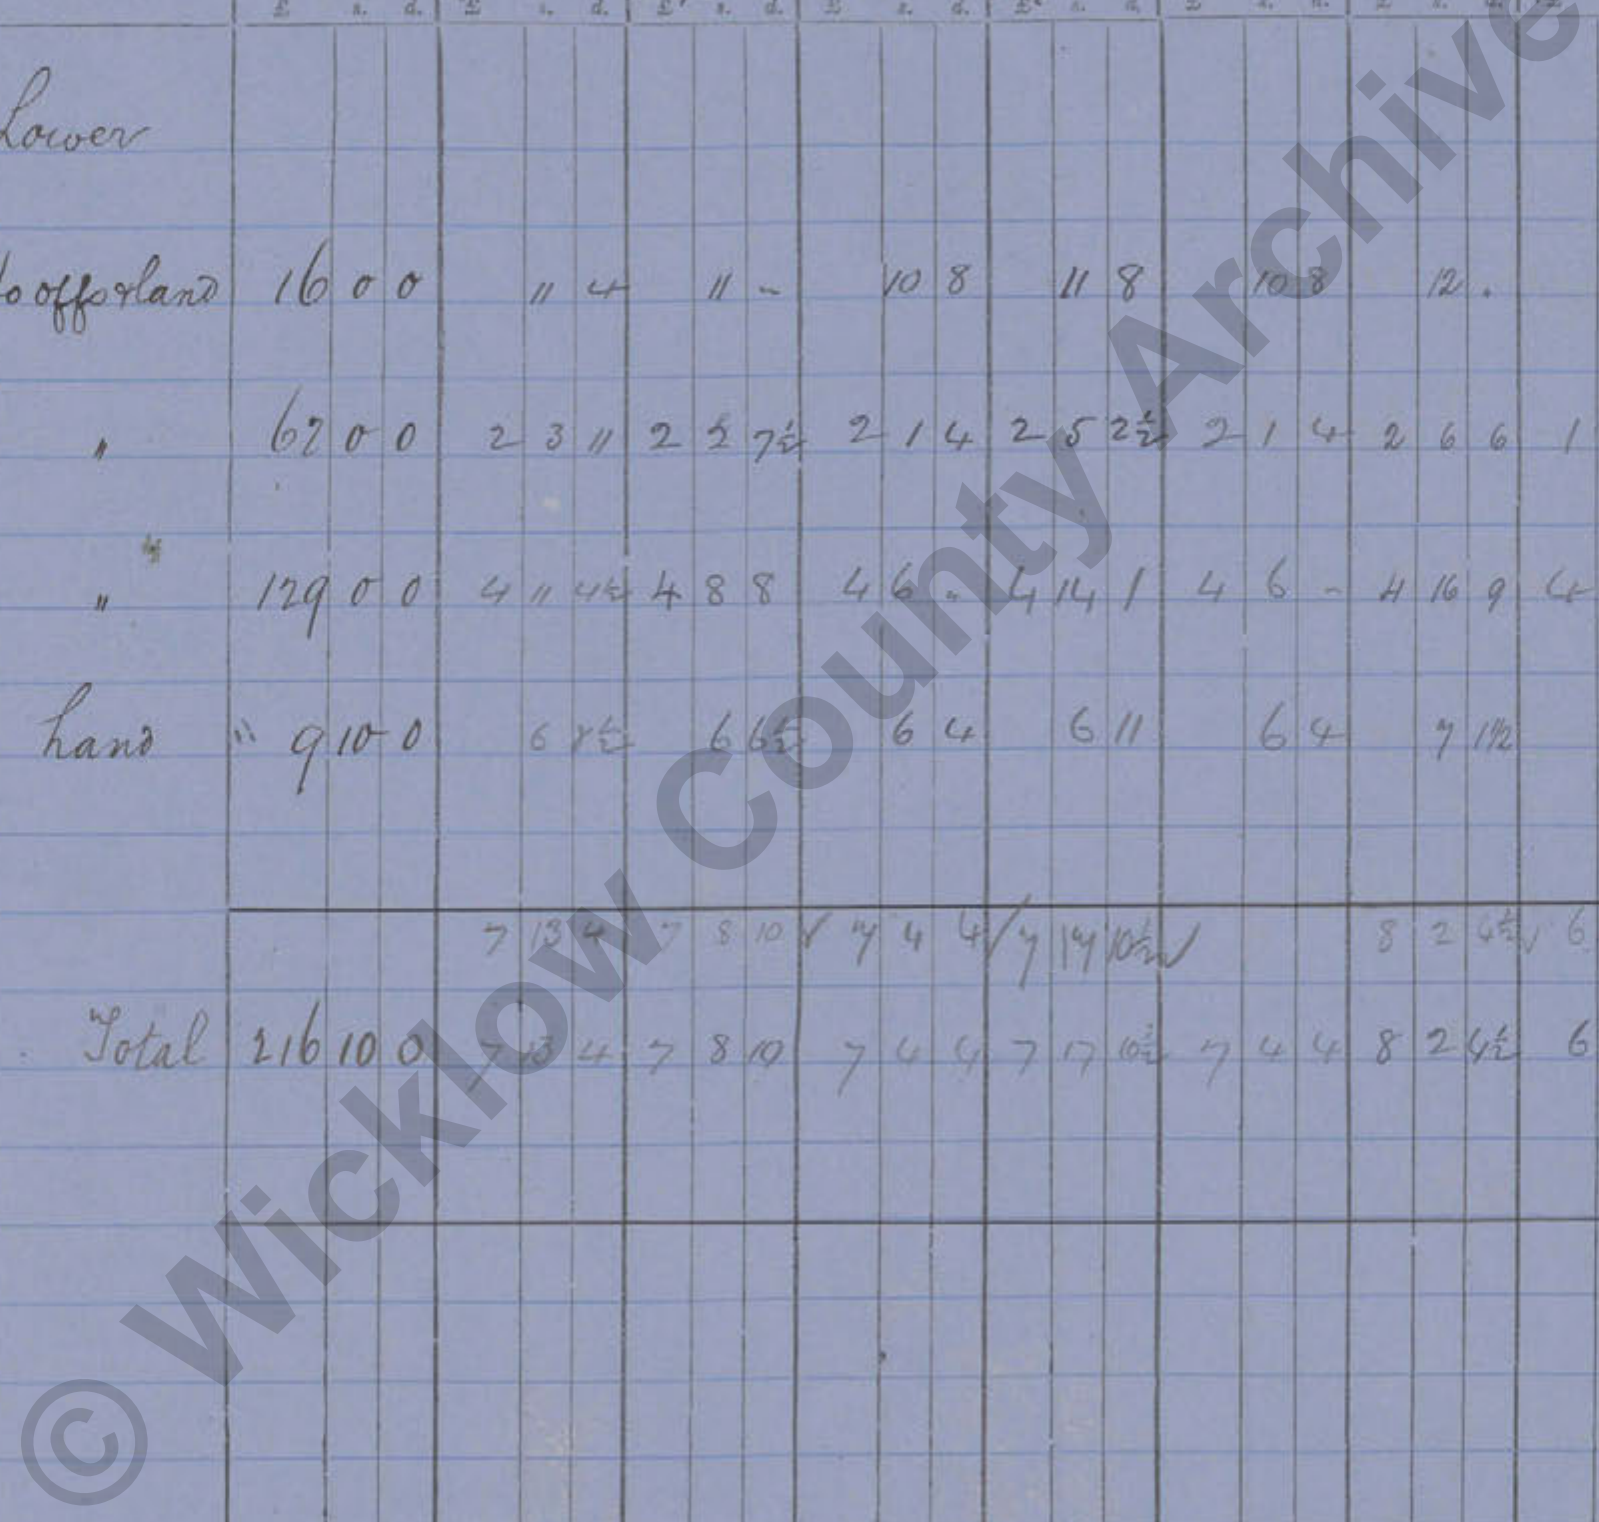 £ s. d. £ s. d. £ s. d. £ s. d. £ s. d. £ s. d. £ s. d.
Lower
offorland 16 0 0 11 4 11 - 10 8 11 8 10 8 12 .
" 62 0 0 2 3 11 2 2 7½ 2 1 4 2 5 2½ 2 1 4 2 6 6 1
" 129 0 0 4 11 4½ 4 8 8 4 6 - 4 14 1 4 6 - 4 16 9 4
Land " 9 10 0 6 8½ 6 6½ 6 4 6 11 6 4 7 1½
7 13 4 7 8 10 √ 7 4 4 √ 7 17 10½ √ 8 2 4½ √ 6
Total 216 10 0 7 13 4 7 8 10 7 4 4 7 17 10½ 7 4 4 8 2 4½ 6
© Wicklow County Archive